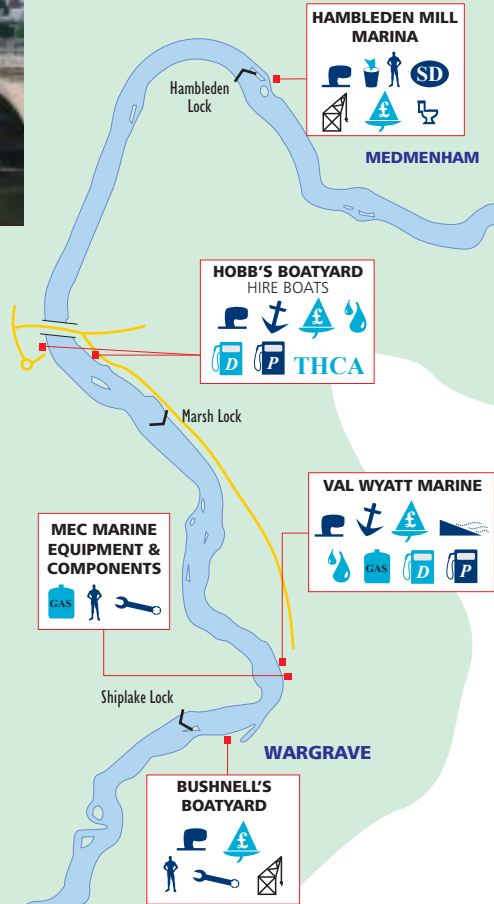 HAMBLEDEN MILL
MARINA
SD
£
Hambleden
Lock
MEDMENHAM
HOBB'S BOATYARD
HIRE BOATS
£
D
P
THCA
Marsh Lock
VAL WYATT MARINE
£
GAS
D
P
MEC MARINE
EQUIPMENT &
COMPONENTS
GAS
Shiplake Lock
WARGRAVE
BUSHNELL'S
BOATYARD
£